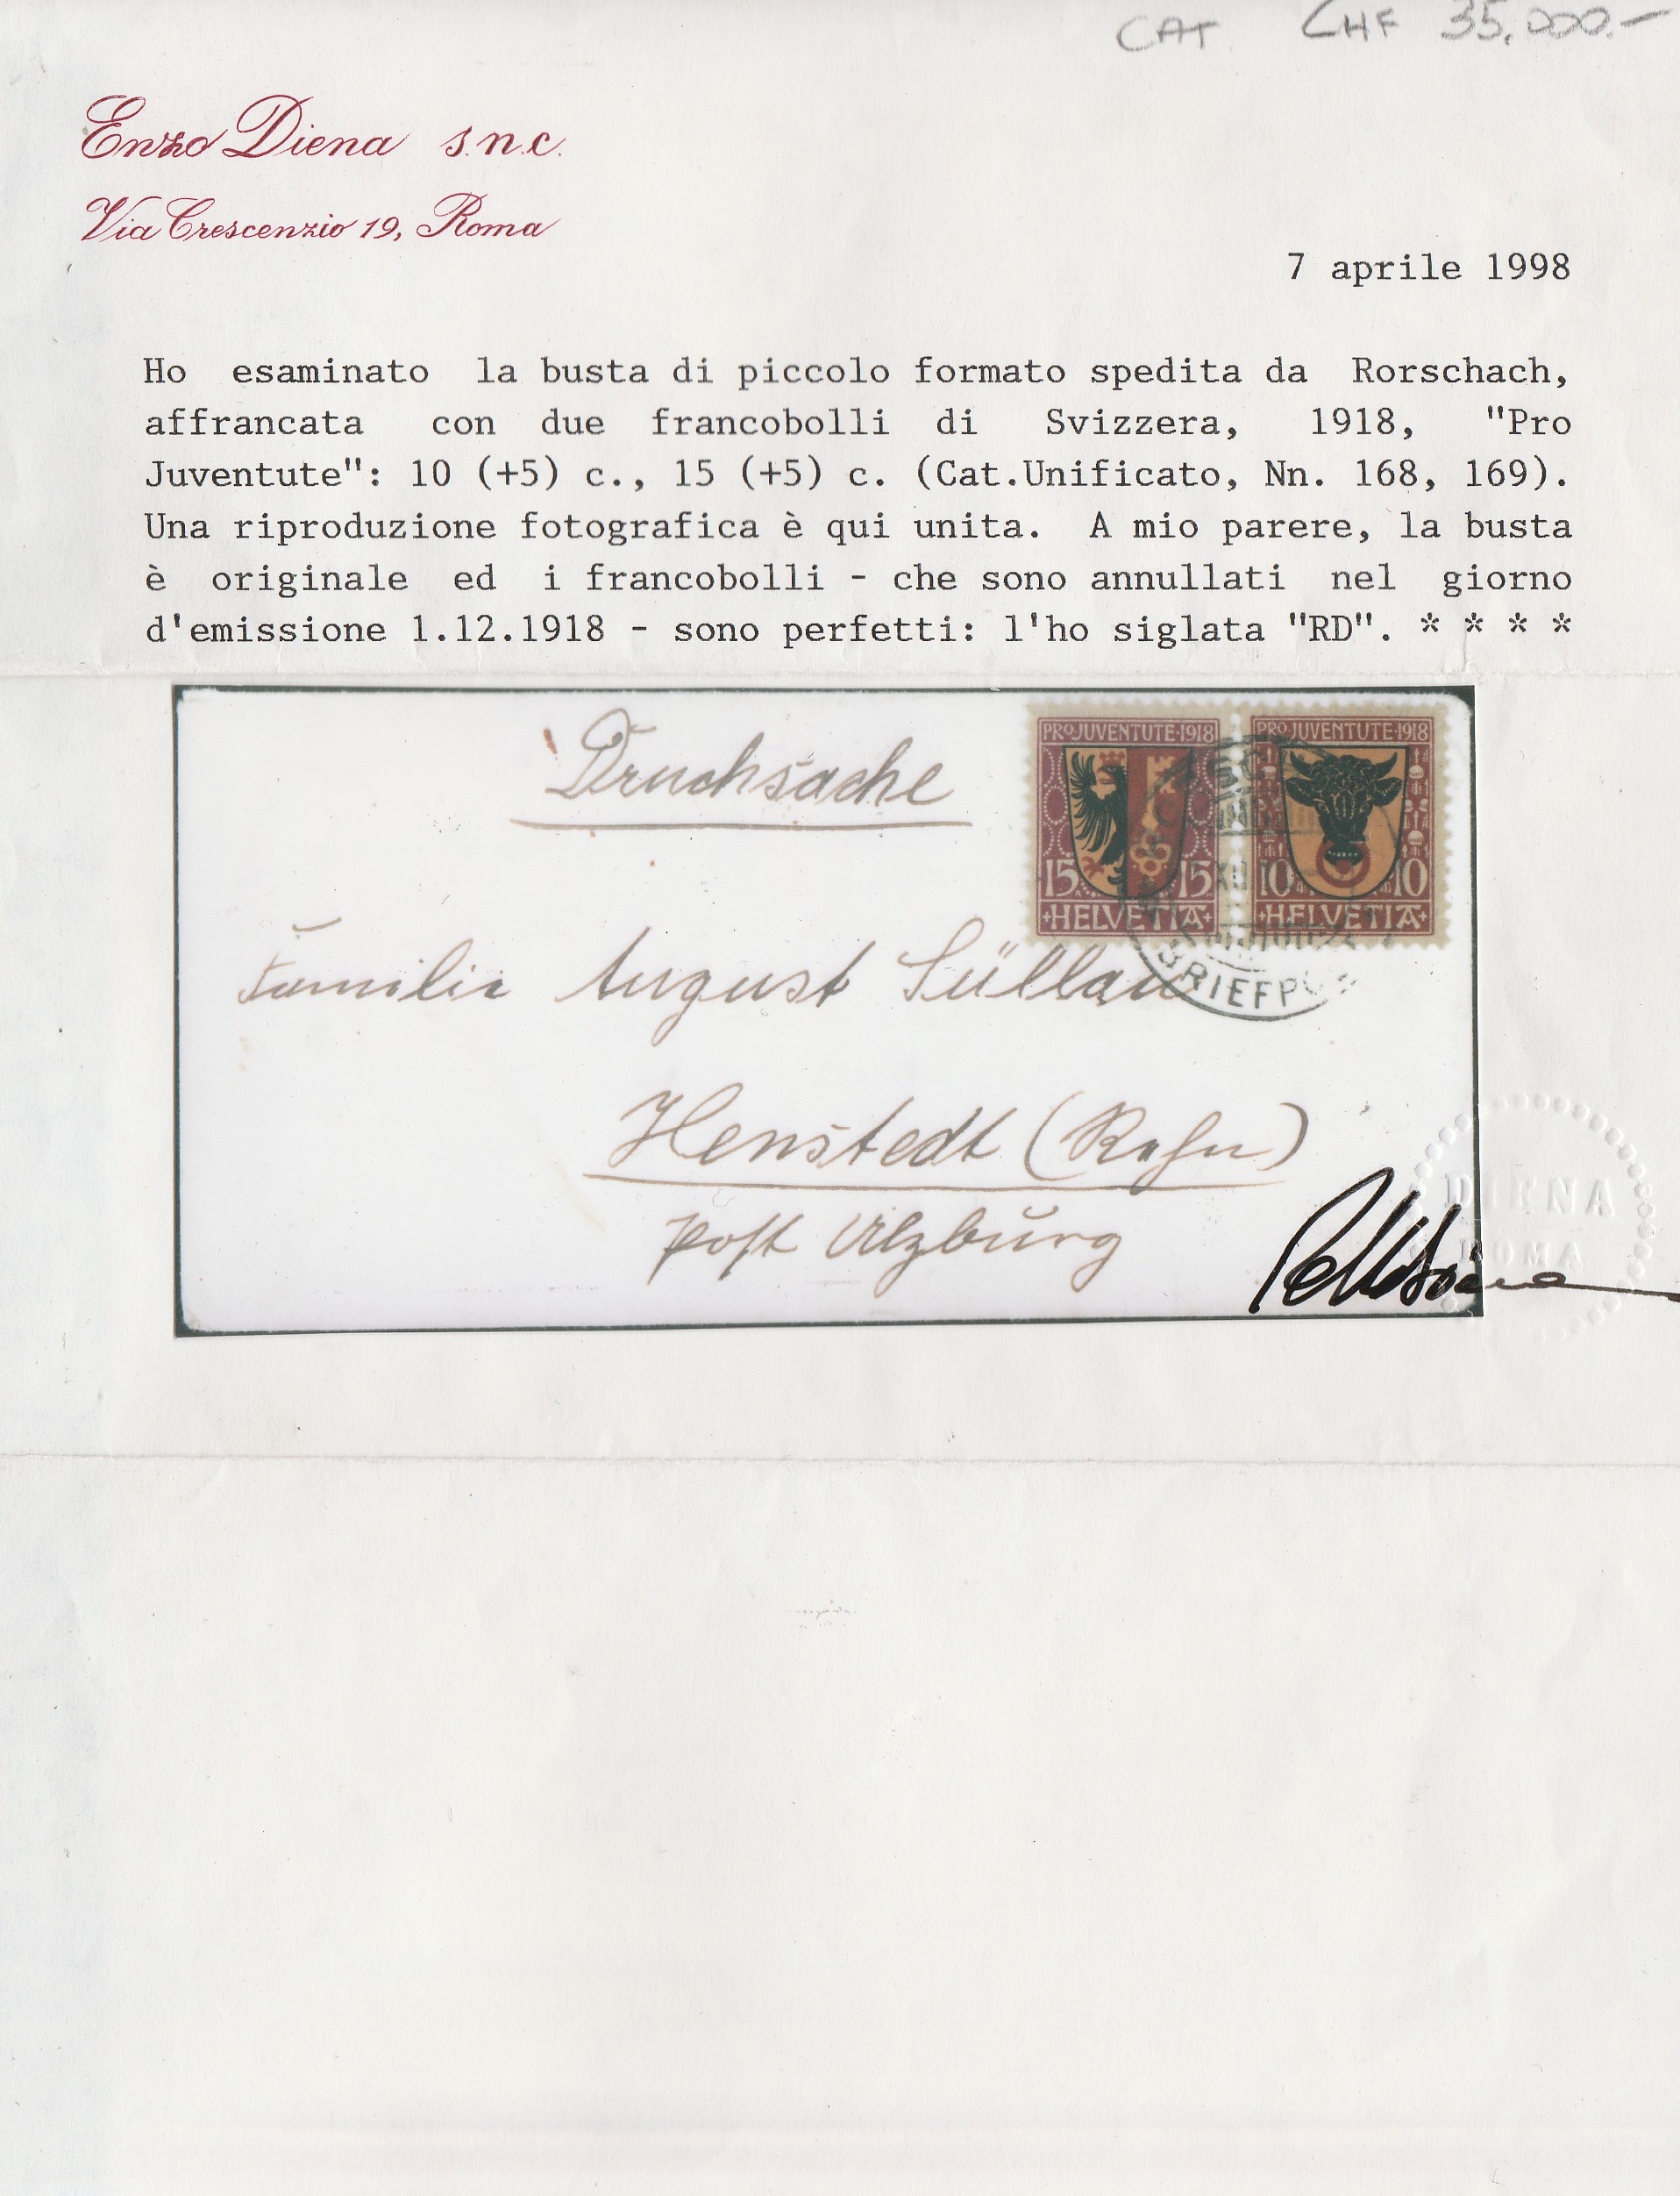 CAT. CHF 35,000.-
Enzo Diena s.n.c.
Via Crescenzio 19, Roma
7 aprile 1998
Ho esaminato la busta di piccolo formato spedita da Rorschach,
affrancata con due francobolli di Svizzera, 1918, "Pro
Juventute": 10 (+5) c., 15 (+5) c. (Cat.Unificato, Nn. 168, 169).
Una riproduzione fotografica è qui unita. A mio parere, la busta
è originale ed i francobolli - che sono annullati nel giorno
d'emissione 1.12.1918 - sono perfetti: l'ho siglata "RD". * * * *
PRO JUVENTUTE·1918
15 15
+HELVETIA+
PRO JUVENTUTE·1918
10 10
+HELVETIA+
Drucksache
Familie August Süllau
Henstedt
Post Ulzburg
DIENA
ROMA